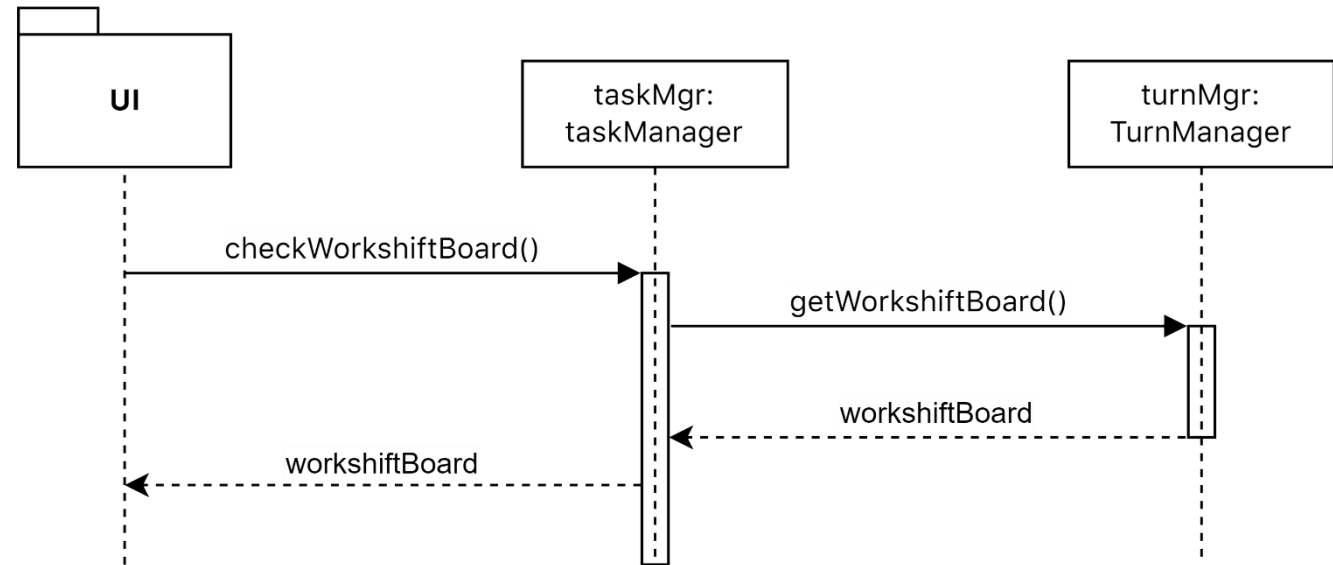 UI
taskMgr:
taskManager
turnMgr:
TurnManager
checkWorkshiftBoard()
getWorkshiftBoard()
workshiftBoard
workshiftBoard